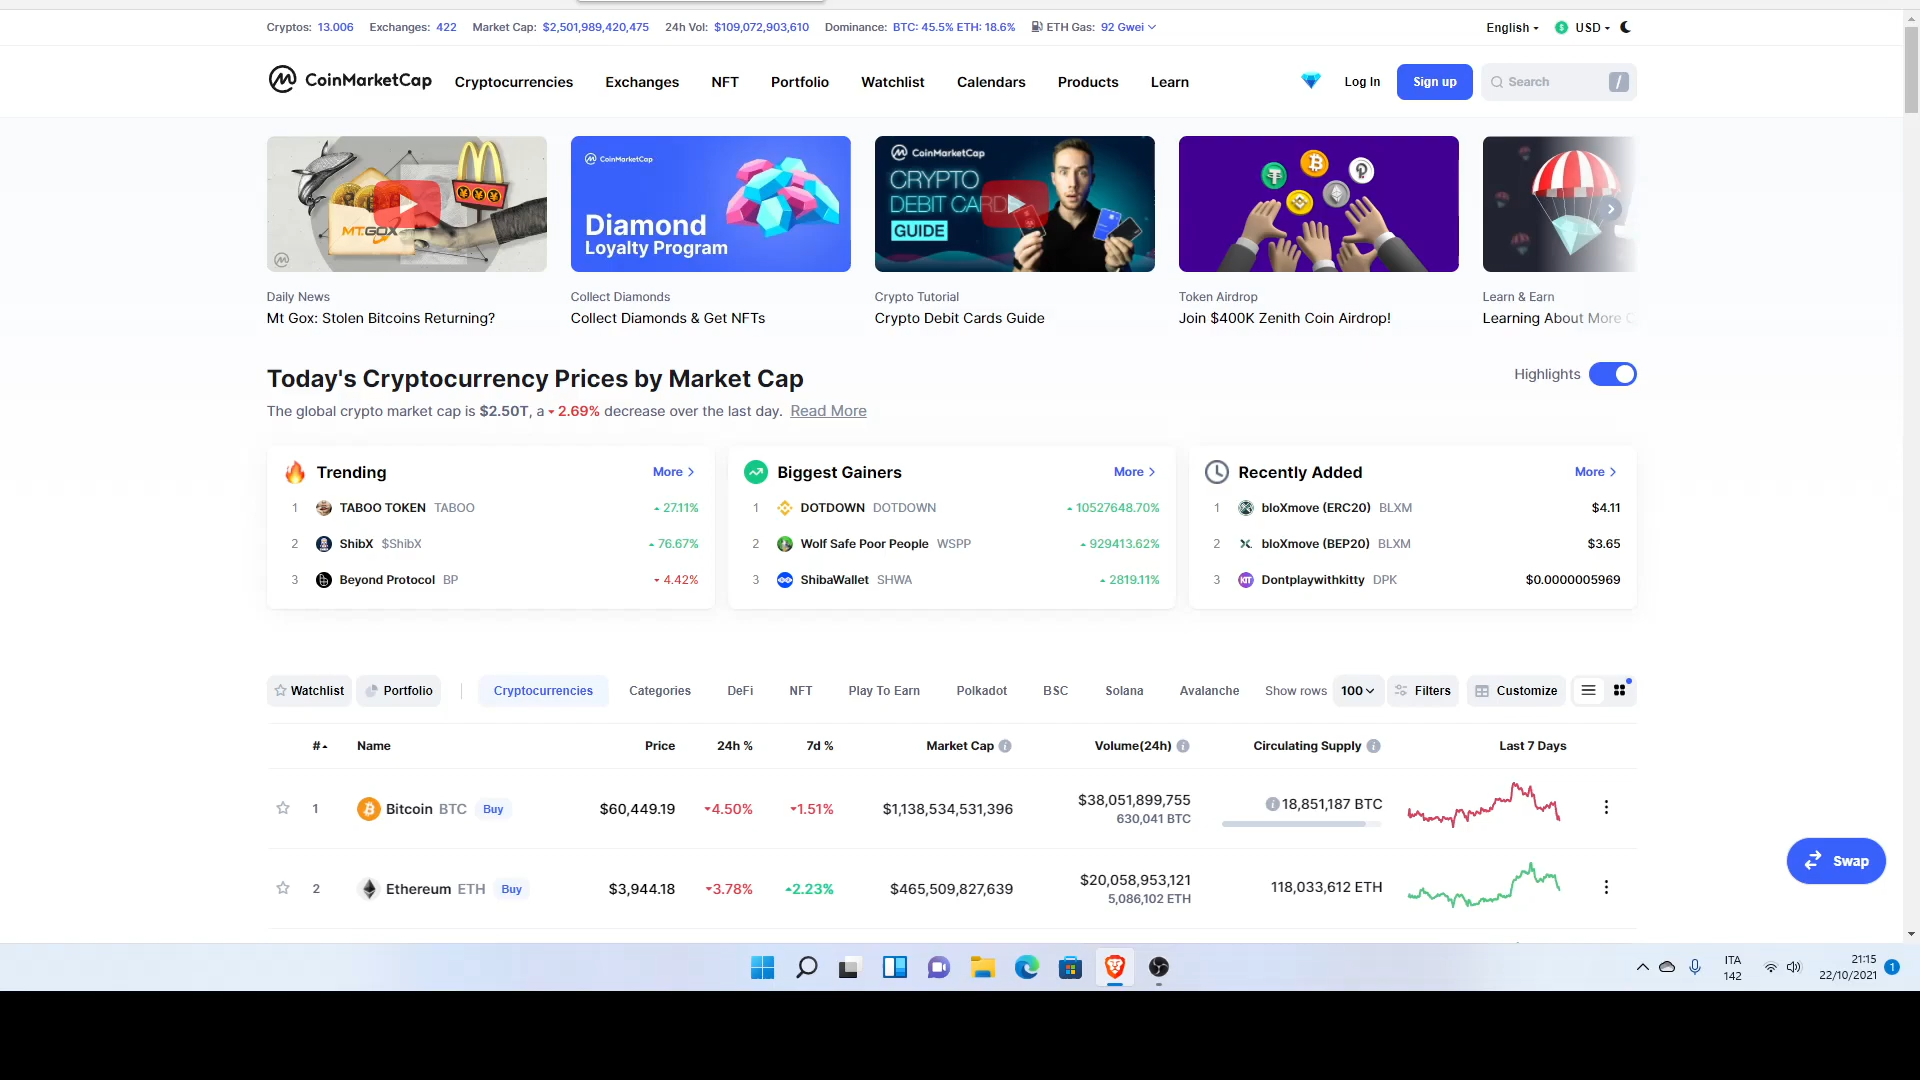 Cryptos: 13.006 Exchanges: 422 Market Cap: $2,501,989,420,475 24h Vol: $109,072,903,610 Dominance: BTC: 45.5% ETH: 18.6% ETH Gas: 92 Gwei English USD
CoinMarketCap Cryptocurrencies Exchanges NFT Portfolio Watchlist Calendars Products Learn Log In Sign up Search /
MT.GOX
CoinMarketCap
Diamond
Loyalty Program
CoinMarketCap
CRYPTO
DEBIT CARDS
GUIDE
Daily News Collect Diamonds Crypto Tutorial Token Airdrop Learn & Earn
Mt Gox: Stolen Bitcoins Returning? Collect Diamonds & Get NFTs Crypto Debit Cards Guide Join $400K Zenith Coin Airdrop! Learning About More
Today's Cryptocurrency Prices by Market Cap Highlights
The global crypto market cap is $2.50T, a 2.69% decrease over the last day. Read More
Trending More
1 TABOO TOKEN TABOO 27.11%
2 ShibX $ShibX 76.67%
3 Beyond Protocol BP 4.42%
Biggest Gainers More
1 DOTDOWN DOTDOWN 10527648.70%
2 Wolf Safe Poor People WSPP 929413.62%
3 ShibaWallet SHWA 2819.11%
Recently Added More
1 bloXmove (ERC20) BLXM $4.11
2 bloXmove (BEP20) BLXM $3.65
3 KIT Dontplaywithkitty DPK $0.0000005969
Watchlist Portfolio Cryptocurrencies Categories DeFi NFT Play To Earn Polkadot BSC Solana Avalanche Show rows 100 Filters Customize
# Name Price 24h % 7d % Market Cap Volume(24h) Circulating Supply Last 7 Days
1 Bitcoin BTC Buy $60,449.19 4.50% 1.51% $1,138,534,531,396 $38,051,899,755 18,851,187 BTC
630,041 BTC
2 Ethereum ETH Buy $3,944.18 3.78% 2.23% $465,509,827,639 $20,058,953,121 118,033,612 ETH
5,086,102 ETH
Swap
ITA 21:15
142 22/10/2021 1